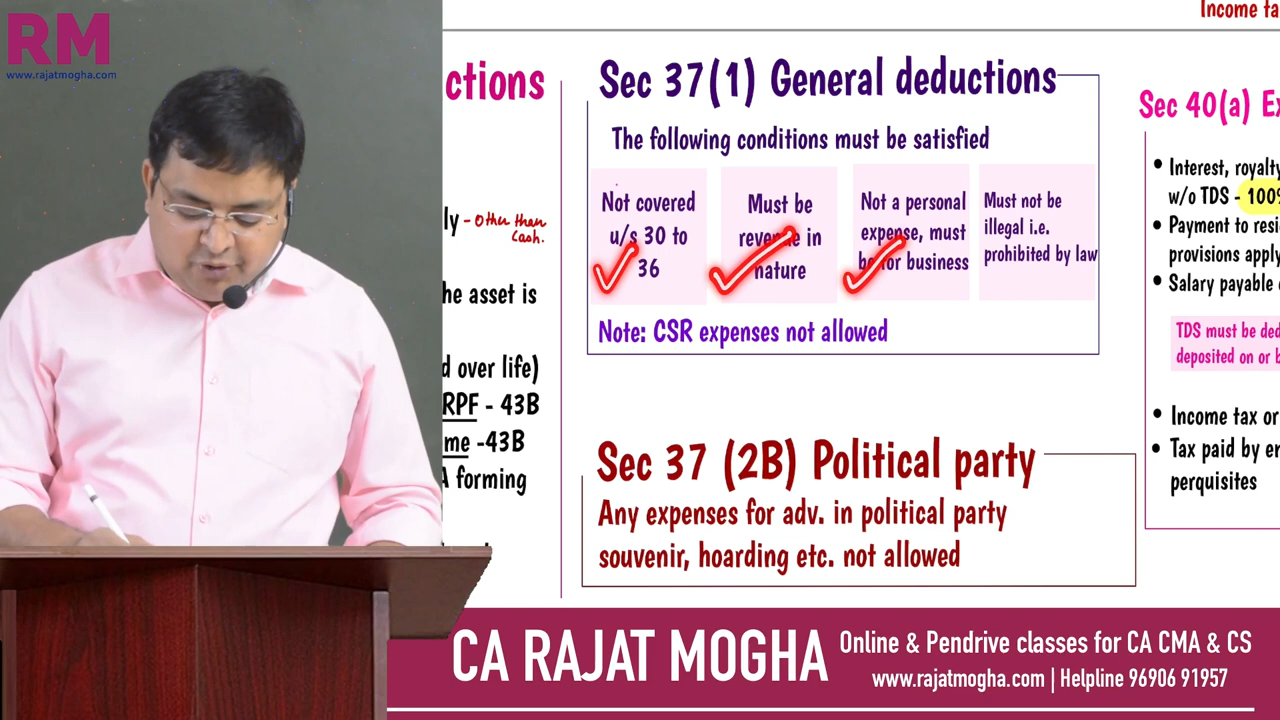 RM
www.rajatmogha.com
Income ta
ctions
ly - Other than
Cash.
he asset is
d over life)
RPF - 43B
me -43B
A forming
Sec 37(1) General deductions
The following conditions must be satisfied
Not covered
u/s 30 to
36
Must be
revenue in
nature
Not a personal
expense, must
be for business
Must not be
illegal i.e.
prohibited by law
Note: CSR expenses not allowed
Sec 37 (2B) Political party
Any expenses for adv. in political party
souvenir, hoarding etc. not allowed
Sec 40(a) Ex
• Interest, royalty
w/o TDS - 100%
• Payment to resi
provisions apply
• Salary payable
TDS must be ded
deposited on or b
• Income tax or
• Tax paid by em
perquisites
CA RAJAT MOGHA
Online & Pendrive classes for CA CMA & CS
www.rajatmogha.com | Helpline 96906 91957